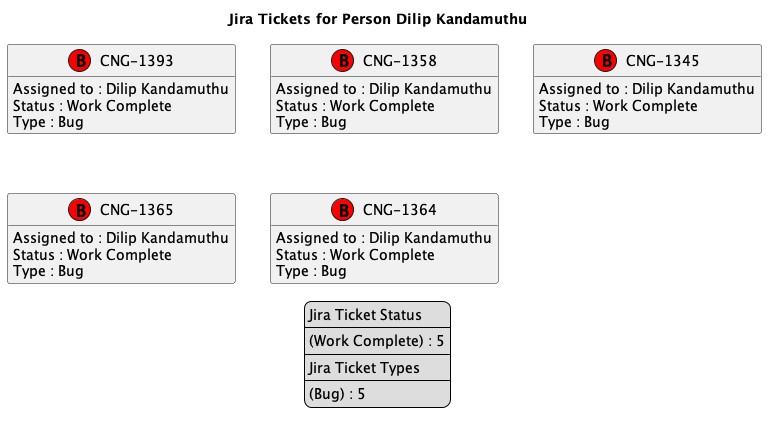 Jira Tickets for Person Dilip Kandamuthu
B CNG-1393
Assigned to : Dilip Kandamuthu
Status : Work Complete
Type : Bug
B CNG-1358
Assigned to : Dilip Kandamuthu
Status : Work Complete
Type : Bug
B CNG-1345
Assigned to : Dilip Kandamuthu
Status : Work Complete
Type : Bug
B CNG-1365
Assigned to : Dilip Kandamuthu
Status : Work Complete
Type : Bug
B CNG-1364
Assigned to : Dilip Kandamuthu
Status : Work Complete
Type : Bug
Jira Ticket Status
(Work Complete) : 5
Jira Ticket Types
(Bug) : 5